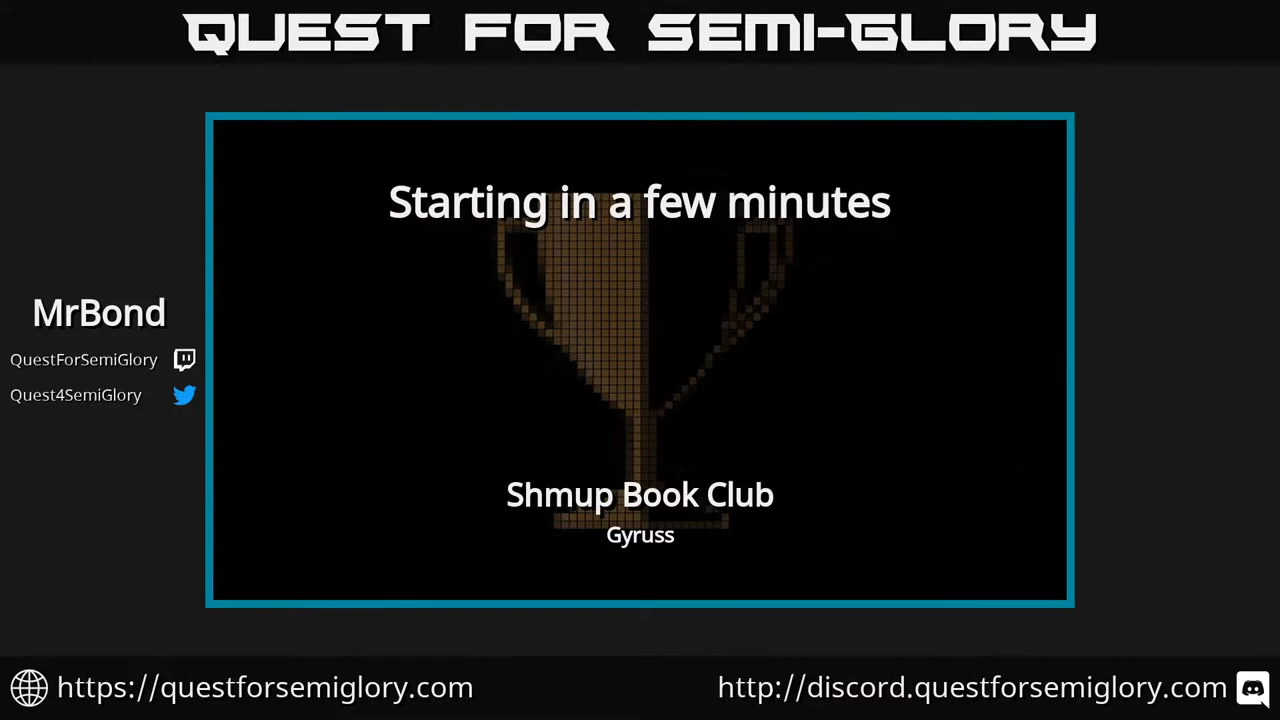 QUEST FOR SEMI-GLORY
Starting in a few minutes
MrBond
QuestForSemiGlory
Quest4SemiGlory
Shmup Book Club
Gyruss
https://questforsemiglory.com
http://discord.questforsemiglory.com